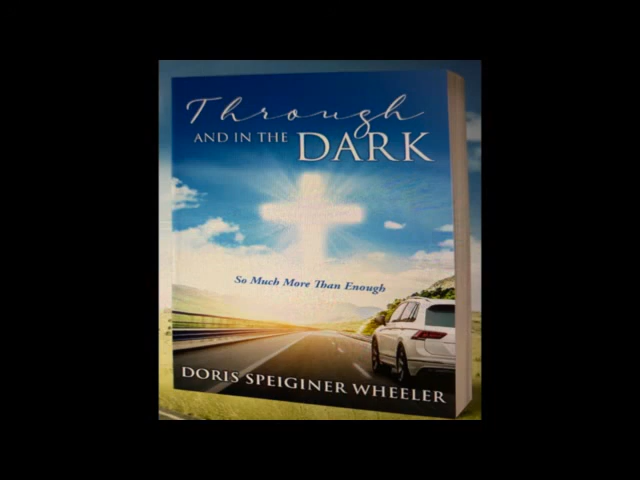 Through
AND IN THE
DARK
So Much More Than Enough
DORIS SPEIGINER WHEELER